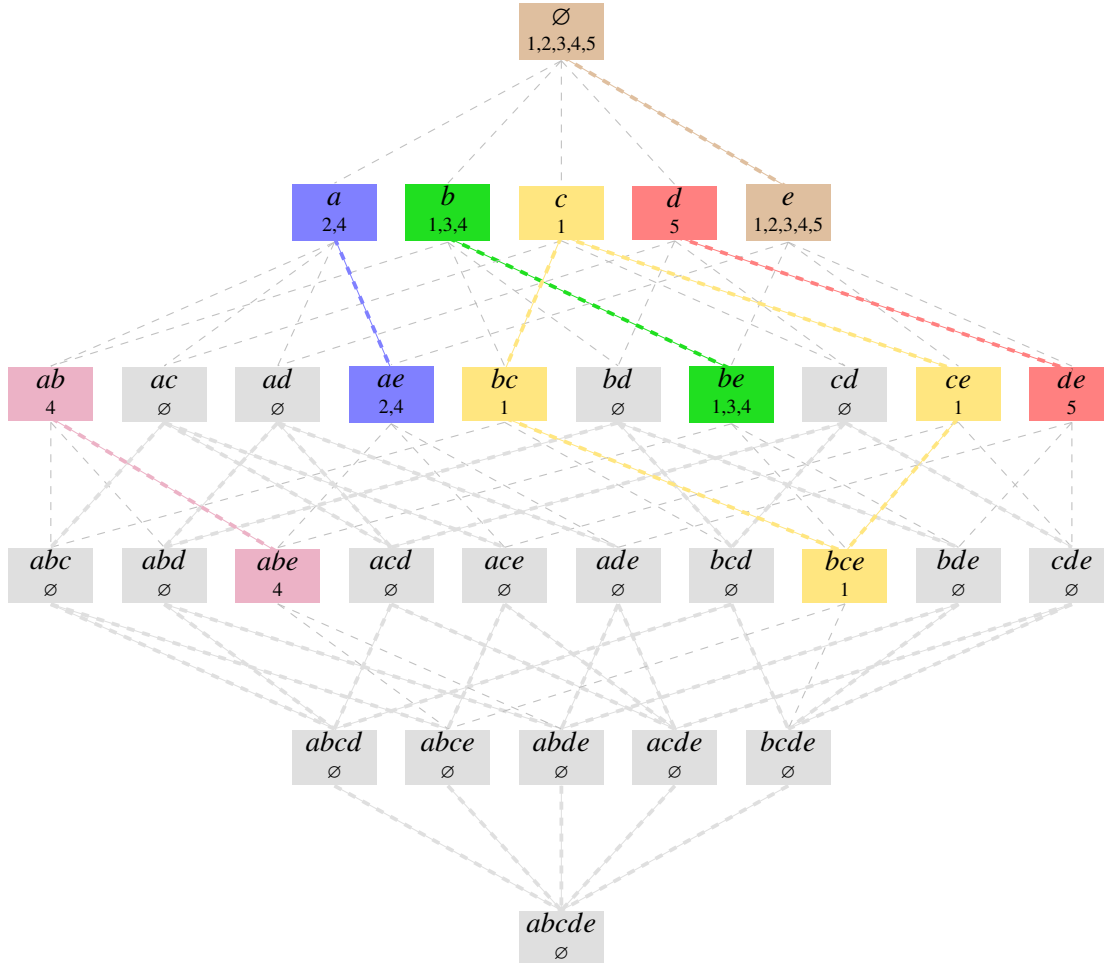 ∅
1,2,3,4,5
a b c d e
2,4 1,3,4 1 5 1,2,3,4,5
ab ac ad ae bc bd be cd ce de
4 ∅ ∅ 2,4 1 ∅ 1,3,4 ∅ 1 5
abc abd abe acd ace ade bcd bce bde cde
∅ ∅ 4 ∅ ∅ ∅ ∅ 1 ∅ ∅
abcd abce abde acde bcde
∅ ∅ ∅ ∅ ∅
abcde
∅